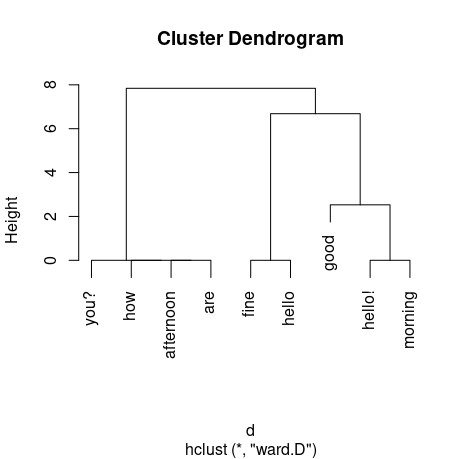 Cluster Dendrogram
Height
8
6
4
2
0
you?
how
afternoon
are
fine
hello
good
hello!
morning
d
hclust (*, "ward.D")